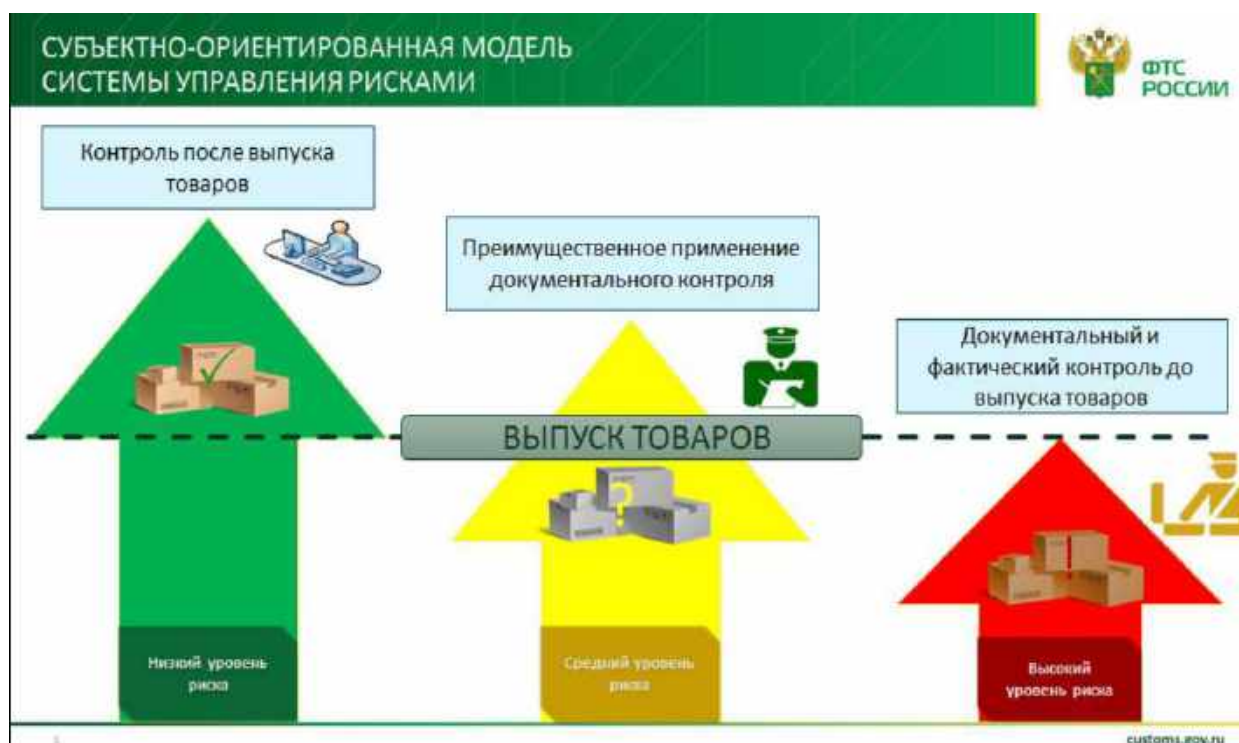 СУБЪЕКТНО-ОРИЕНТИРОВАННАЯ МОДЕЛЬ
СИСТЕМЫ УПРАВЛЕНИЯ РИСКАМИ
ФТС
РОССИИ
Контроль после выпуска
товаров
Преимущественное применение
документального контроля
Документальный и
фактический контроль до
выпуска товаров
ВЫПУСК ТОВАРОВ
?
Низкий уровень
риска
Средний уровень
риска
Высокий
уровень риска
customs.gov.ru